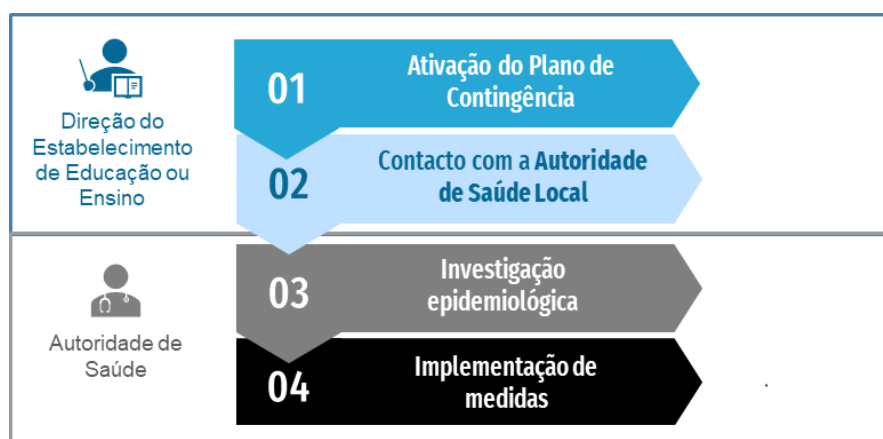 Direção do
Estabelecimento
de Educação ou
Ensino
01
Ativação do Plano de
Contingência
02
Contacto com a Autoridade
de Saúde Local
Autoridade de
Saúde
03
Investigação
epidemiológica
04
Implementação de
medidas
.